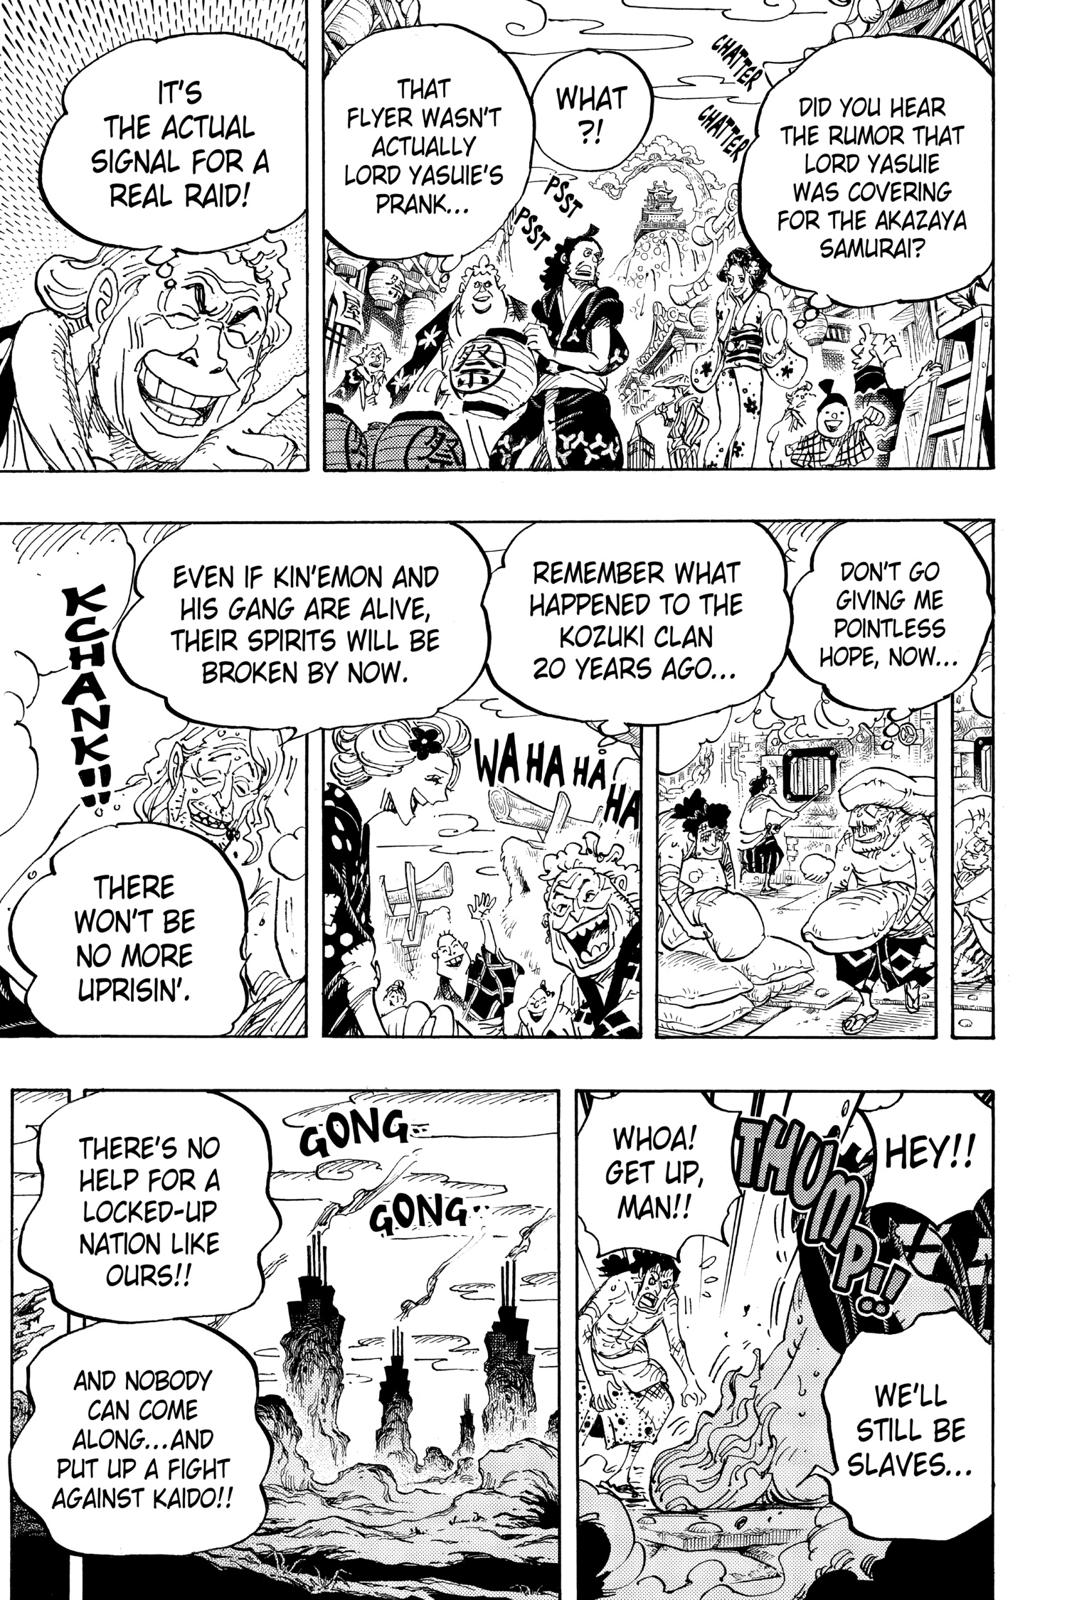 DID YOU HEAR
THE RUMOR THAT
LORD YASUIE
WAS COVERING
FOR THE AKAZAYA
SAMURAI?
CHATTER
CHATTER
WHAT
?!
THAT
FLYER WASN'T
ACTUALLY
LORD YASUIE'S
PRANK...
PSST
PSST
祭
祭
IT'S
THE ACTUAL
SIGNAL FOR A
REAL RAID!
DON'T GO
GIVING ME
POINTLESS
HOPE, NOW...
REMEMBER WHAT
HAPPENED TO THE
KOZUKI CLAN
20 YEARS AGO...
WA HA HA
HA
EVEN IF KIN'EMON AND
HIS GANG ARE ALIVE,
THEIR SPIRITS WILL BE
BROKEN BY NOW.
KCHANK!!
THERE
WON'T BE
NO MORE
UPRISIN'.
HEY!!
THUMP!!
WHOA!
GET UP,
MAN!!
WE'LL
STILL BE
SLAVES...
GONG..
GONG..
THERE'S NO
HELP FOR A
LOCKED-UP
NATION LIKE
OURS!!
AND NOBODY
CAN COME
ALONG...AND
PUT UP A FIGHT
AGAINST KAIDO!!